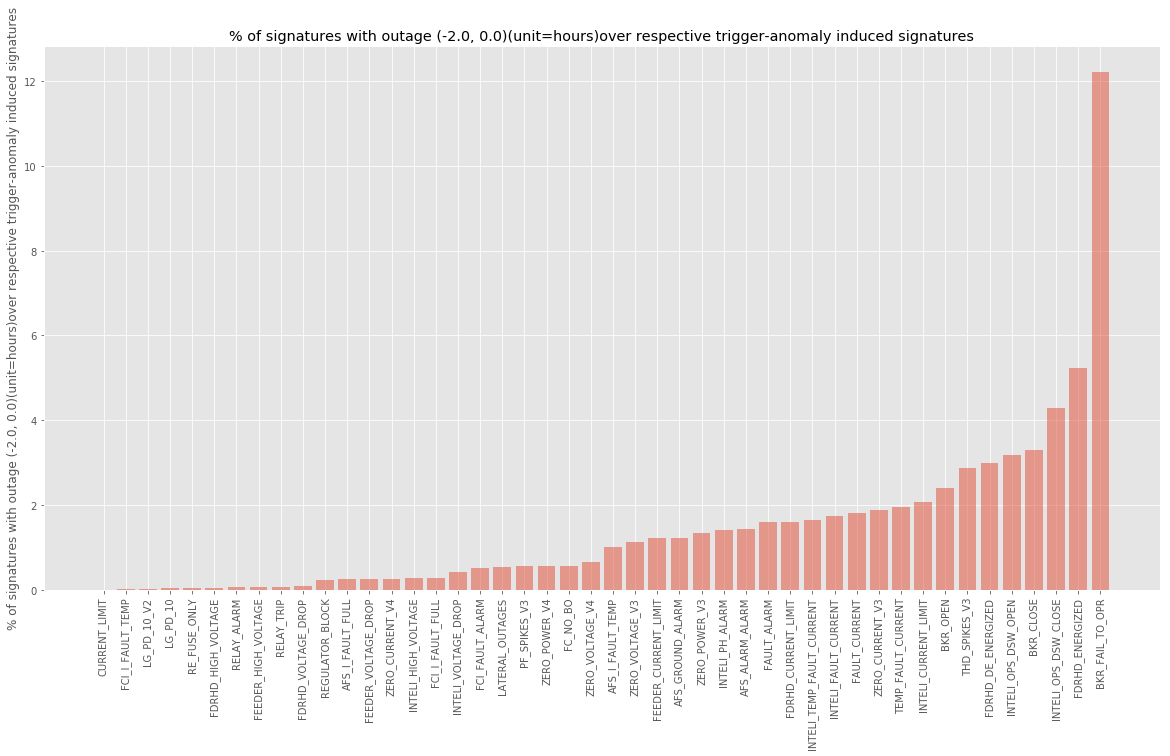 % of signatures with outage (-2.0, 0.0)(unit=hours)over respective trigger-anomaly induced signatures
% of signatures with outage (-2.0, 0.0)(unit=hours)over respective trigger-anomaly induced signatures
12
10
8
6
4
2
0
CURRENT_LIMIT
FCI_I_FAULT_TEMP
LG_PD_10_V2
LG_PD_10
RE_FUSE_ONLY
FDRHD_HIGH_VOLTAGE
RELAY_ALARM
FEEDER_HIGH_VOLTAGE
RELAY_TRIP
FDRHD_VOLTAGE_DROP
REGULATOR_BLOCK
AFS_I_FAULT_FULL
FEEDER_VOLTAGE_DROP
ZERO_CURRENT_V4
INTELI_HIGH_VOLTAGE
FCI_I_FAULT_FULL
INTELI_VOLTAGE_DROP
FCI_FAULT_ALARM
LATERAL_OUTAGES
PF_SPIKES_V3
ZERO_POWER_V4
FC_NO_BO
ZERO_VOLTAGE_V4
AFS_I_FAULT_TEMP
ZERO_VOLTAGE_V3
FEEDER_CURRENT_LIMIT
AFS_GROUND_ALARM
ZERO_POWER_V3
INTELI_PH_ALARM
AFS_ALARM_ALARM
FAULT_ALARM
FDRHD_CURRENT_LIMIT
INTELI_TEMP_FAULT_CURRENT
INTELI_FAULT_CURRENT
FAULT_CURRENT
ZERO_CURRENT_V3
TEMP_FAULT_CURRENT
INTELI_CURRENT_LIMIT
BKR_OPEN
THD_SPIKES_V3
FDRHD_DE_ENERGIZED
INTELI_OPS_DSW_OPEN
BKR_CLOSE
INTELI_OPS_DSW_CLOSE
FDRHD_ENERGIZED
BKR_FAIL_TO_OPR